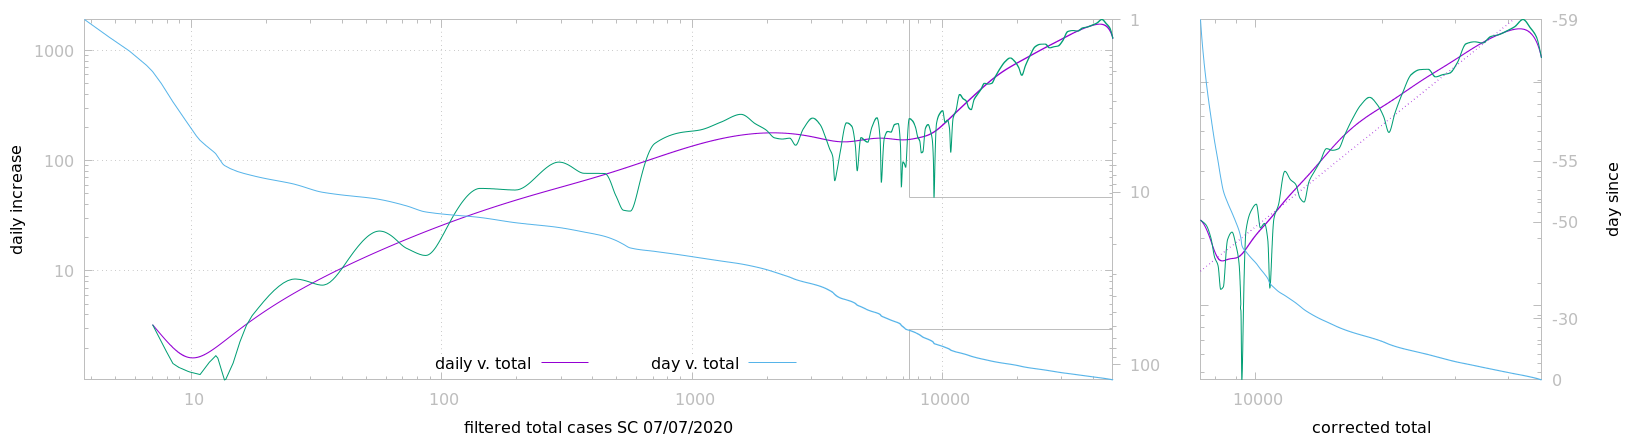 1000
100
10
daily increase
10
100
1000
10000
filtered total cases SC 07/07/2020
daily v. total
day v. total
1
10
100
10000
corrected total
-59
-55
-50
-30
0
day since